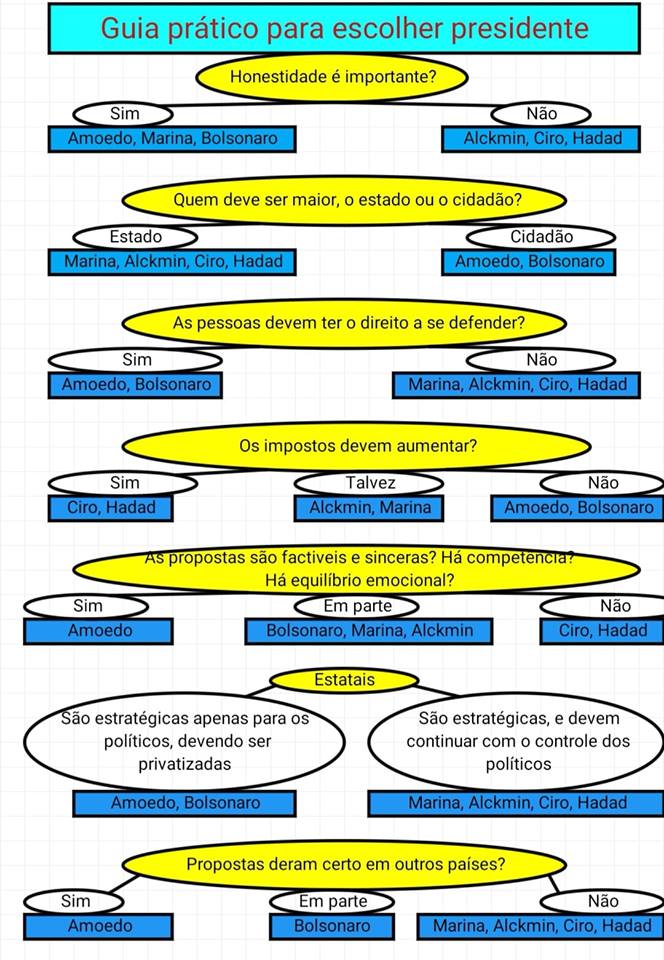 Guia prático para escolher presidente
Honestidade é importante?
Sim
Não
Amoedo, Marina, Bolsonaro
Alckmin, Ciro, Hadad
Quem deve ser maior, o estado ou o cidadão?
Estado
Cidadão
Marina, Alckmin, Ciro, Hadad
Amoedo, Bolsonaro
As pessoas devem ter o direito a se defender?
Sim
Não
Amoedo, Bolsonaro
Marina, Alckmin, Ciro, Hadad
Os impostos devem aumentar?
Sim
Talvez
Não
Ciro, Hadad
Alckmin, Marina
Amoedo, Bolsonaro
As propostas são factiveis e sinceras? Há competência?
Há equilíbrio emocional?
Sim
Em parte
Não
Amoedo
Bolsonaro, Marina, Alckmin
Ciro, Hadad
Estatais
São estratégicas apenas para os
políticos, devendo ser
privatizadas
São estratégicas, e devem
continuar com o controle dos
políticos
Amoedo, Bolsonaro
Marina, Alckmin, Ciro, Hadad
Propostas deram certo em outros países?
Sim
Em parte
Não
Amoedo
Bolsonaro
Marina, Alckmin, Ciro, Hadad